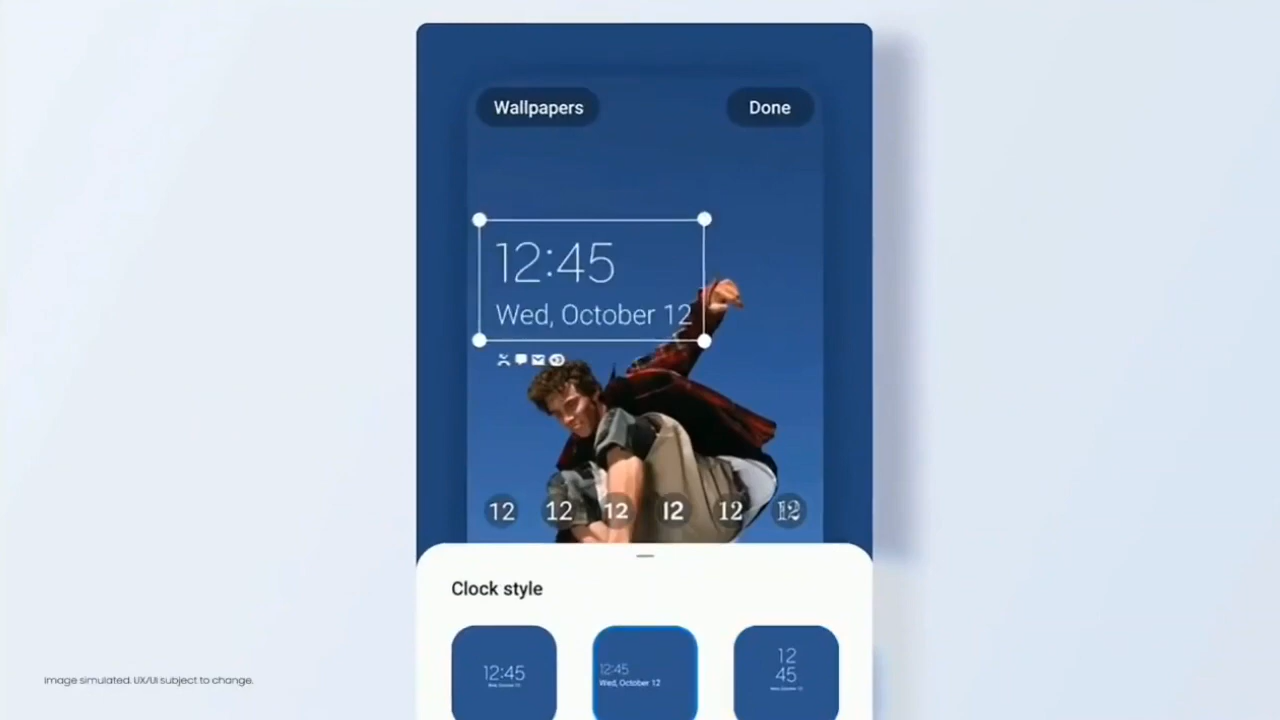 Wallpapers
Done
12:45
Wed, October 12
12 12 12 12 12 12
Clock style
12:45
12:45
Wed, October 12
12
45
Image simulated. UX/UI subject to change.